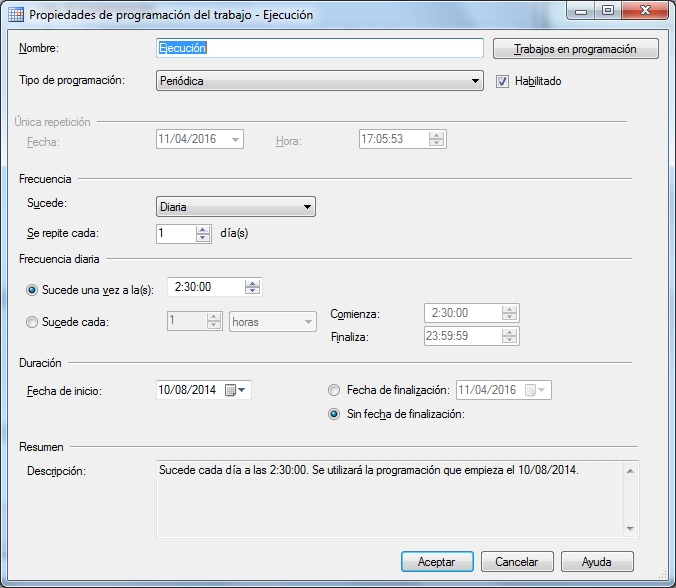 Propiedades de programación del trabajo - Ejecución
Nombre: Ejecución Trabajos en programación
Tipo de programación: Periódica Habilitado
Única repetición
Fecha: 11/04/2016 Hora: 17:05:53
Frecuencia
Sucede: Diaria
Se repite cada: 1 día(s)
Frecuencia diaria
Sucede una vez a la(s): 2:30:00
Sucede cada: 1 horas Comienza: 2:30:00
Finaliza: 23:59:59
Duración
Fecha de inicio: 10/08/2014 Fecha de finalización: 11/04/2016
Sin fecha de finalización:
Resumen
Descripción: Sucede cada día a las 2:30:00. Se utilizará la programación que empieza el 10/08/2014.
Aceptar Cancelar Ayuda